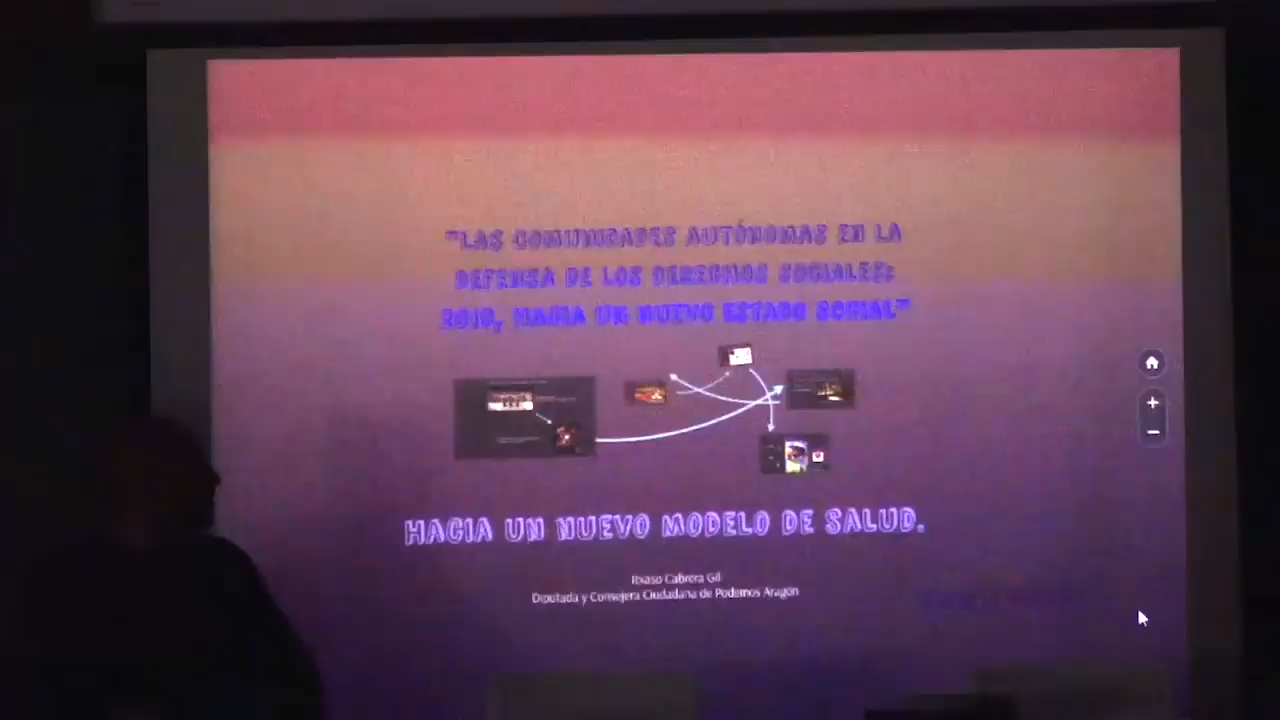 "LAS COMUNIDADES AUTÓNOMAS EN LA
DEFENSA DE LOS DERECHOS SOCIALES:
HACIA UN NUEVO ESTADO SOCIAL"
HACIA UN NUEVO MODELO DE SALUD.
Itxaso Cabrera Gil
Diputada y Consejera Ciudadana de Podemos Aragón